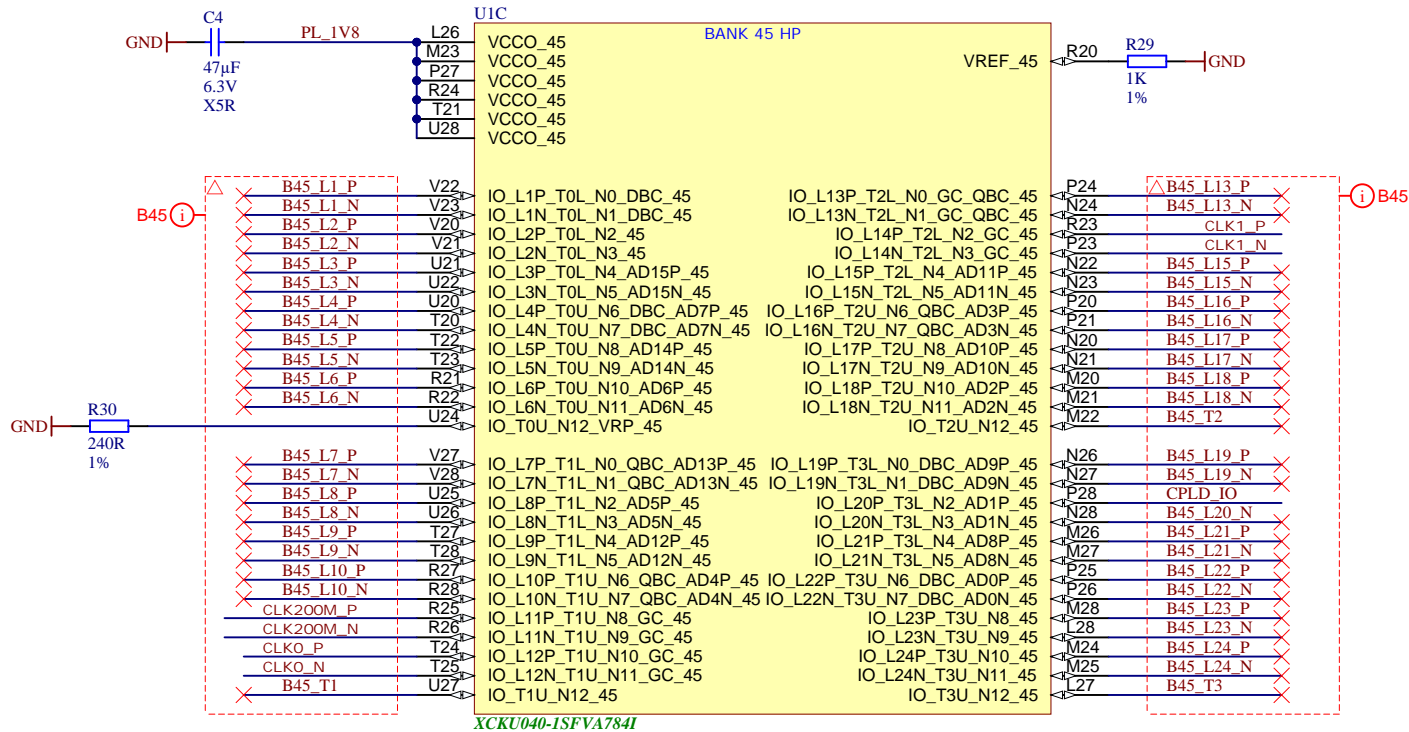 C4
U1C
GND
PL_1V8
47µF
6.3V
X5R
BANK 45 HP
L26 VCCO_45
M23 VCCO_45
P27 VCCO_45
R24 VCCO_45
T21 VCCO_45
U28 VCCO_45
VREF_45 R20
R29
GND
1K
1%
B45 i
i B45
B45_L1_P V22 IO_L1P_T0L_N0_DBC_45 IO_L13P_T2L_N0_GC_QBC_45 P24 B45_L13_P
B45_L1_N V23 IO_L1N_T0L_N1_DBC_45 IO_L13N_T2L_N1_GC_QBC_45 N24 B45_L13_N
B45_L2_P V20 IO_L2P_T0L_N2_45 IO_L14P_T2L_N2_GC_45 R23 CLK1_P
B45_L2_N V21 IO_L2N_T0L_N3_45 IO_L14N_T2L_N3_GC_45 P23 CLK1_N
B45_L3_P U21 IO_L3P_T0L_N4_AD15P_45 IO_L15P_T2L_N4_AD11P_45 N22 B45_L15_P
B45_L3_N U22 IO_L3N_T0L_N5_AD15N_45 IO_L15N_T2L_N5_AD11N_45 N23 B45_L15_N
B45_L4_P U20 IO_L4P_T0U_N6_DBC_AD7P_45 IO_L16P_T2U_N6_QBC_AD3P_45 P20 B45_L16_P
B45_L4_N T20 IO_L4N_T0U_N7_DBC_AD7N_45 IO_L16N_T2U_N7_QBC_AD3N_45 P21 B45_L16_N
B45_L5_P T22 IO_L5P_T0U_N8_AD14P_45 IO_L17P_T2U_N8_AD10P_45 N20 B45_L17_P
B45_L5_N T23 IO_L5N_T0U_N9_AD14N_45 IO_L17N_T2U_N9_AD10N_45 N21 B45_L17_N
B45_L6_P R21 IO_L6P_T0U_N10_AD6P_45 IO_L18P_T2U_N10_AD2P_45 M20 B45_L18_P
B45_L6_N R22 IO_L6N_T0U_N11_AD6N_45 IO_L18N_T2U_N11_AD2N_45 M21 B45_L18_N
U24 IO_T0U_N12_VRP_45 IO_T2U_N12_45 M22 B45_T2
R30
GND
240R
1%
B45_L7_P V27 IO_L7P_T1L_N0_QBC_AD13P_45 IO_L19P_T3L_N0_DBC_AD9P_45 N26 B45_L19_P
B45_L7_N V28 IO_L7N_T1L_N1_QBC_AD13N_45 IO_L19N_T3L_N1_DBC_AD9N_45 N27 B45_L19_N
B45_L8_P U25 IO_L8P_T1L_N2_AD5P_45 IO_L20P_T3L_N2_AD1P_45 P28 CPLD_IO
B45_L8_N U26 IO_L8N_T1L_N3_AD5N_45 IO_L20N_T3L_N3_AD1N_45 N28 B45_L20_N
B45_L9_P T27 IO_L9P_T1L_N4_AD12P_45 IO_L21P_T3L_N4_AD8P_45 M26 B45_L21_P
B45_L9_N T28 IO_L9N_T1L_N5_AD12N_45 IO_L21N_T3L_N5_AD8N_45 M27 B45_L21_N
B45_L10_P R27 IO_L10P_T1U_N6_QBC_AD4P_45 IO_L22P_T3U_N6_DBC_AD0P_45 P25 B45_L22_P
B45_L10_N R28 IO_L10N_T1U_N7_QBC_AD4N_45 IO_L22N_T3U_N7_DBC_AD0N_45 P26 B45_L22_N
CLK200M_P R25 IO_L11P_T1U_N8_GC_45 IO_L23P_T3U_N8_45 M28 B45_L23_P
CLK200M_N R26 IO_L11N_T1U_N9_GC_45 IO_L23N_T3U_N9_45 L28 B45_L23_N
CLK0_P T24 IO_L12P_T1U_N10_GC_45 IO_L24P_T3U_N10_45 M24 B45_L24_P
CLK0_N T25 IO_L12N_T1U_N11_GC_45 IO_L24N_T3U_N11_45 M25 B45_L24_N
B45_T1 U27 IO_T1U_N12_45 IO_T3U_N12_45 L27 B45_T3
XCKU040-1SFVA784I